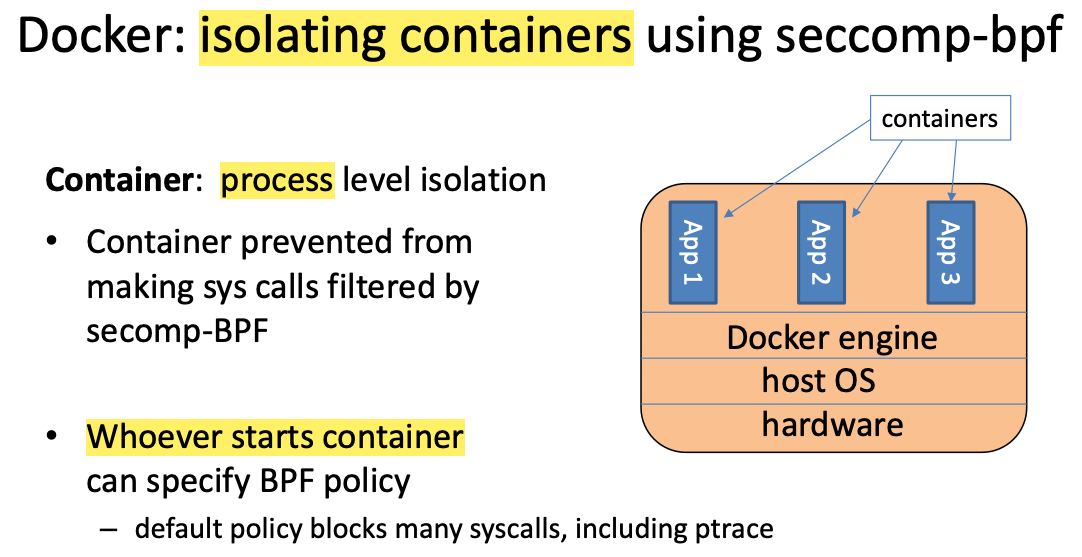 Docker: isolating containers using seccomp-bpf
containers
Container: process level isolation
• Container prevented from
making sys calls filtered by
secomp-BPF
App 1
App 2
App 3
Docker engine
host OS
hardware
• Whoever starts container
can specify BPF policy
– default policy blocks many syscalls, including ptrace